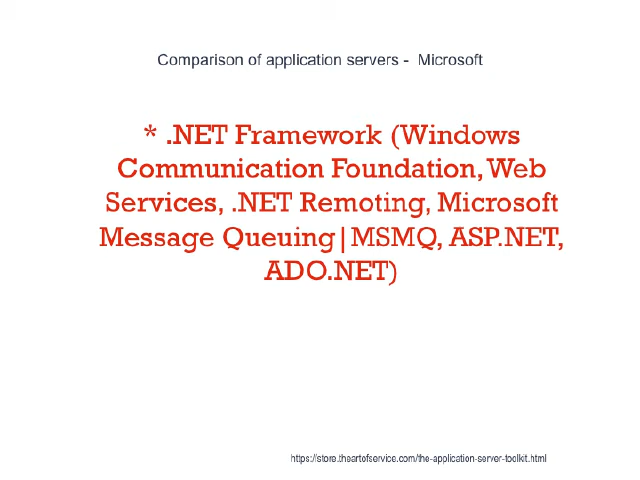 Comparison of application servers -  Microsoft
* .NET Framework (Windows
Communication Foundation, Web
Services, .NET Remoting, Microsoft
Message Queuing|MSMQ, ASP.NET,
ADO.NET)
https://store.theartofservice.com/the-application-server-toolkit.html